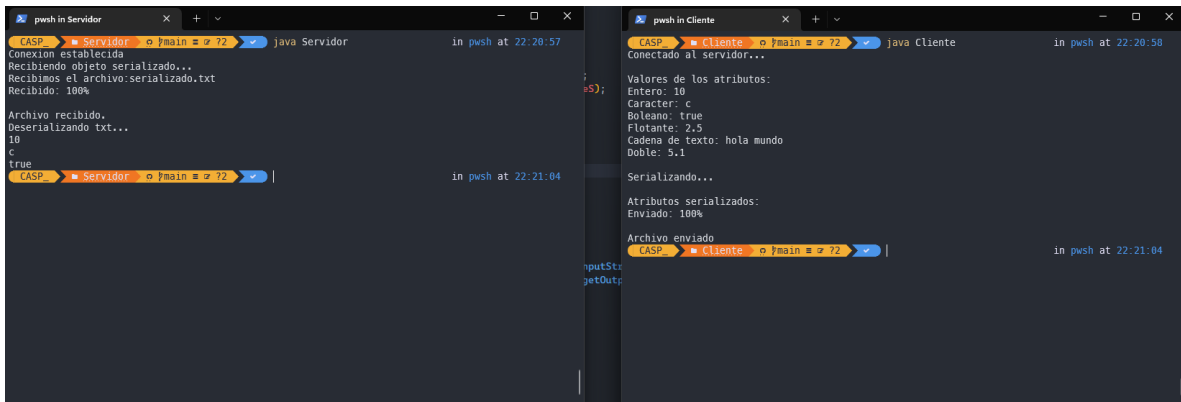 pwsh in Servidor
CASP_ Servidor main ≡ ?2 java Servidor in pwsh at 22:20:57
Conexion establecida
Recibiendo objeto serializado...
Recibimos el archivo:serializado.txt
Recibido: 100%
Archivo recibido.
Deserializando txt...
10
c
true
CASP_ Servidor main ≡ ?2 in pwsh at 22:21:04
;
eS);
nputStr
getOutp
pwsh in Cliente
CASP_ Cliente main ≡ ?2 java Cliente in pwsh at 22:20:58
Conectado al servidor...
Valores de los atributos:
Entero: 10
Caracter: c
Boleano: true
Flotante: 2.5
Cadena de texto: hola mundo
Doble: 5.1
Serializando...
Atributos serializados:
Enviado: 100%
Archivo enviado
CASP_ Cliente main ≡ ?2 in pwsh at 22:21:04